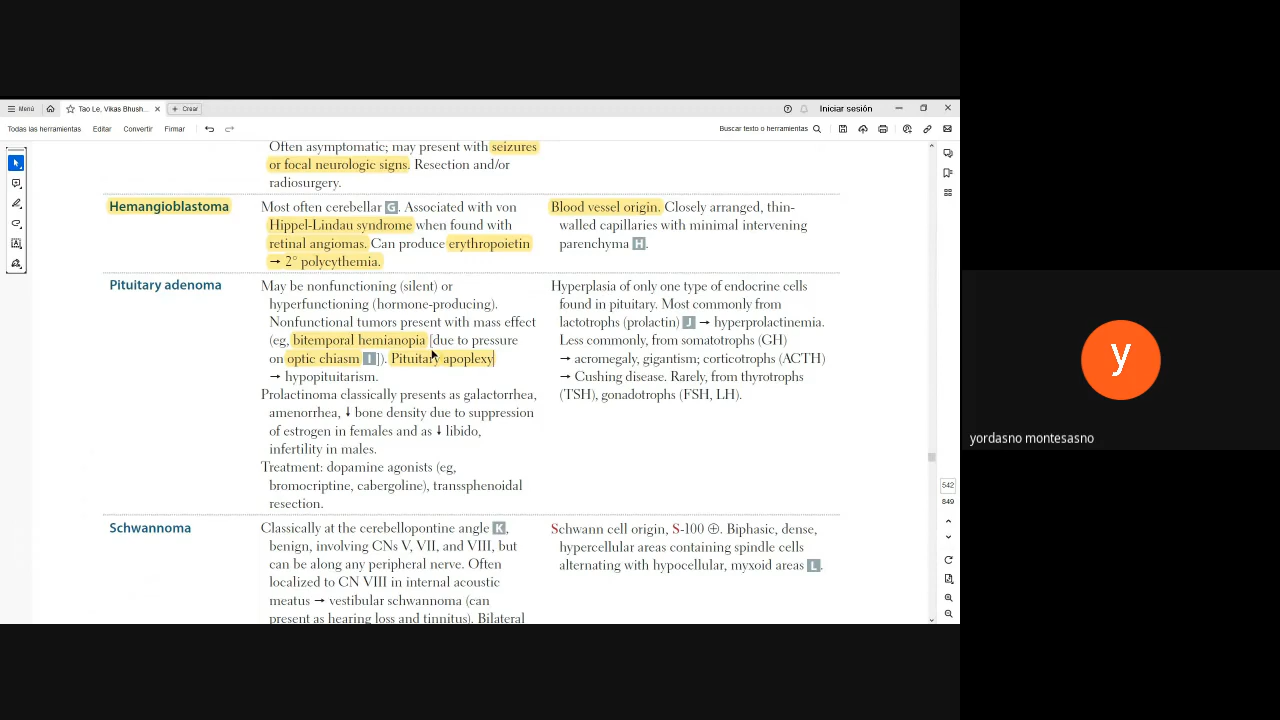 Menú
Tao Le, Vikas Bhush...
Crear
Iniciar sesión
Todas las herramientas
Editar
Convertir
Firmar
Buscar texto o herramientas
Often asymptomatic; may present with seizures
or focal neurologic signs. Resection and/or
radiosurgery.
Hemangioblastoma
Most often cerebellar G. Associated with von
Hippel-Lindau syndrome when found with
retinal angiomas. Can produce erythropoietin
→ 2° polycythemia.
Blood vessel origin. Closely arranged, thin-
walled capillaries with minimal intervening
parenchyma H.
Pituitary adenoma
May be nonfunctioning (silent) or
hyperfunctioning (hormone-producing).
Nonfunctional tumors present with mass effect
(eg, bitemporal hemianopia [due to pressure
on optic chiasm I]). Pituitary apoplexy
→ hypopituitarism.
Prolactinoma classically presents as galactorrhea,
amenorrhea, ↓ bone density due to suppression
of estrogen in females and as ↓ libido,
infertility in males.
Treatment: dopamine agonists (eg,
bromocriptine, cabergoline), transsphenoidal
resection.
Hyperplasia of only one type of endocrine cells
found in pituitary. Most commonly from
lactotrophs (prolactin) J → hyperprolactinemia.
Less commonly, from somatotrophs (GH)
→ acromegaly, gigantism; corticotrophs (ACTH)
→ Cushing disease. Rarely, from thyrotrophs
(TSH), gonadotrophs (FSH, LH).
Schwannoma
Classically at the cerebellopontine angle K,
benign, involving CNs V, VII, and VIII, but
can be along any peripheral nerve. Often
localized to CN VIII in internal acoustic
meatus → vestibular schwannoma (can
present as hearing loss and tinnitus). Bilateral
Schwann cell origin, S-100 ⊕. Biphasic, dense,
hypercellular areas containing spindle cells
alternating with hypocellular, myxoid areas L.
542
849
y
yordasno montesasno